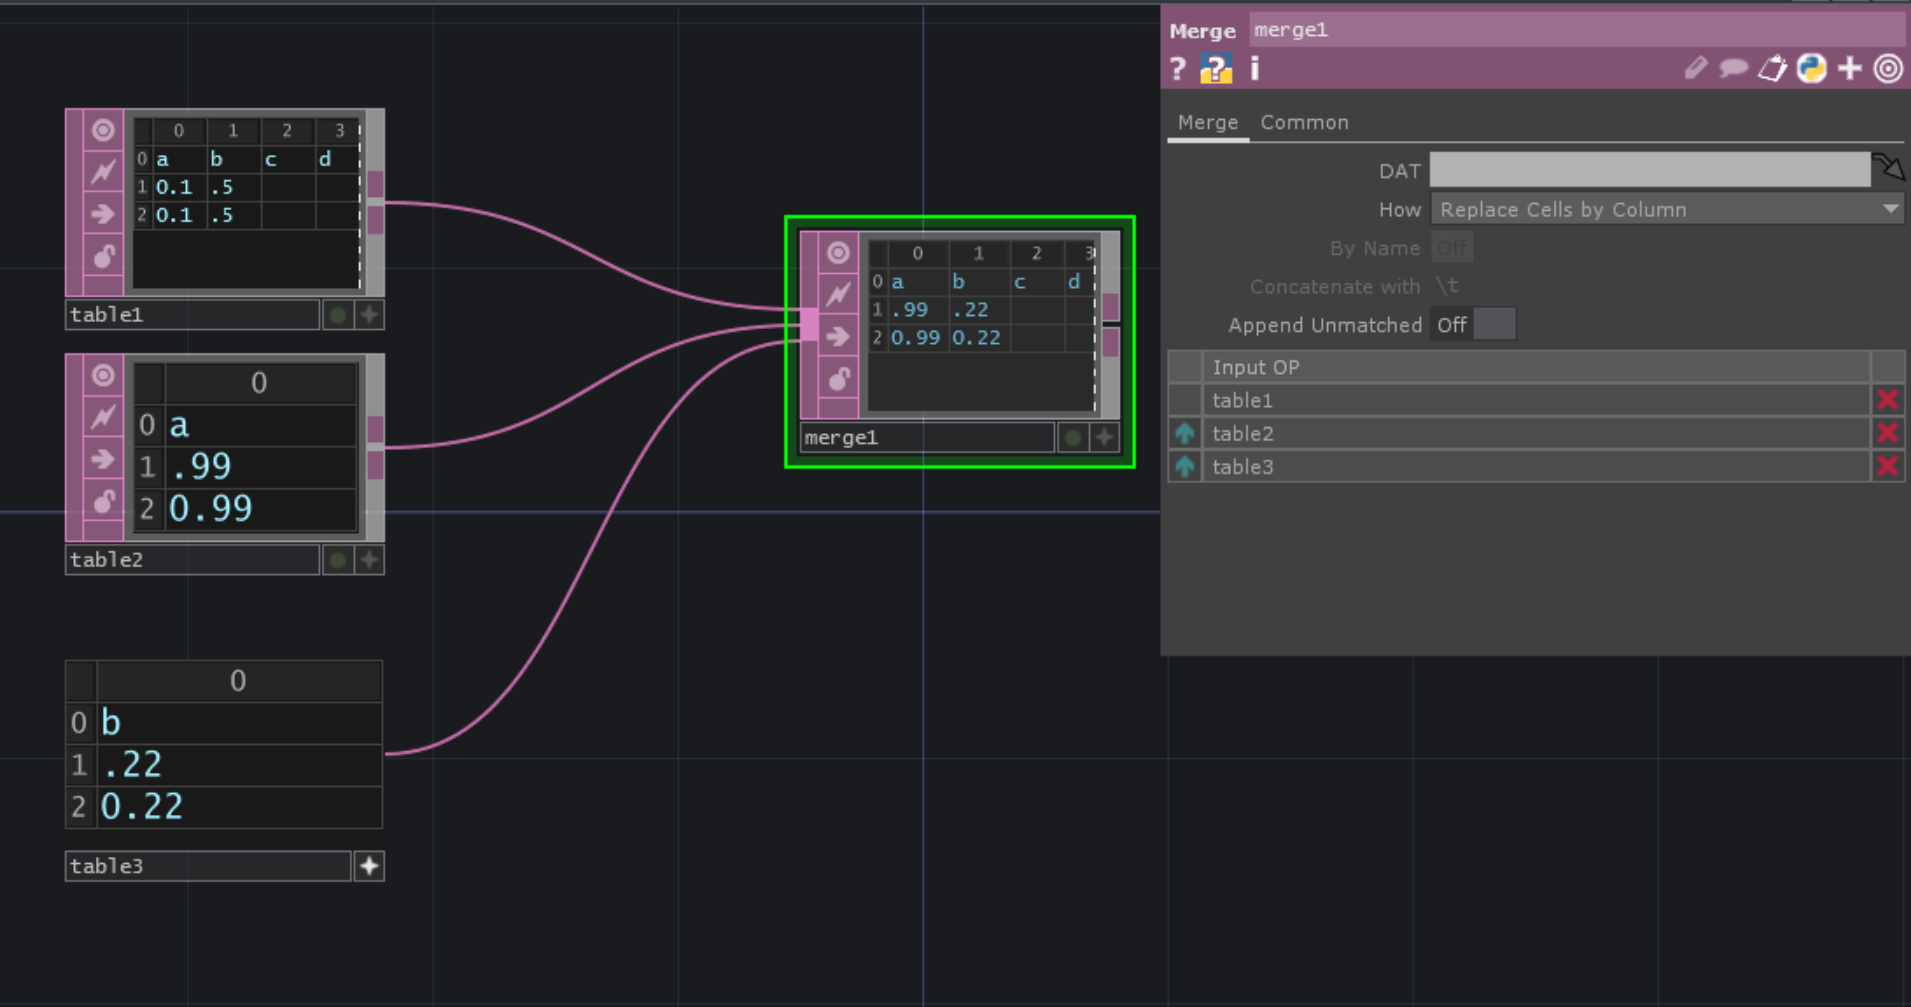 0 1 2 3
0 a b c d
1 0.1 .5
2 0.1 .5
table1
0
0 a
1 .99
2 0.99
table2
0
0 b
1 .22
2 0.22
table3
0 1 2 3
0 a b c d
1 .99 .22
2 0.99 0.22
merge1
Merge merge1
? ? i
Merge Common
DAT
How Replace Cells by Column
By Name Off
Concatenate with \t
Append Unmatched Off
Input OP
table1
table2
table3